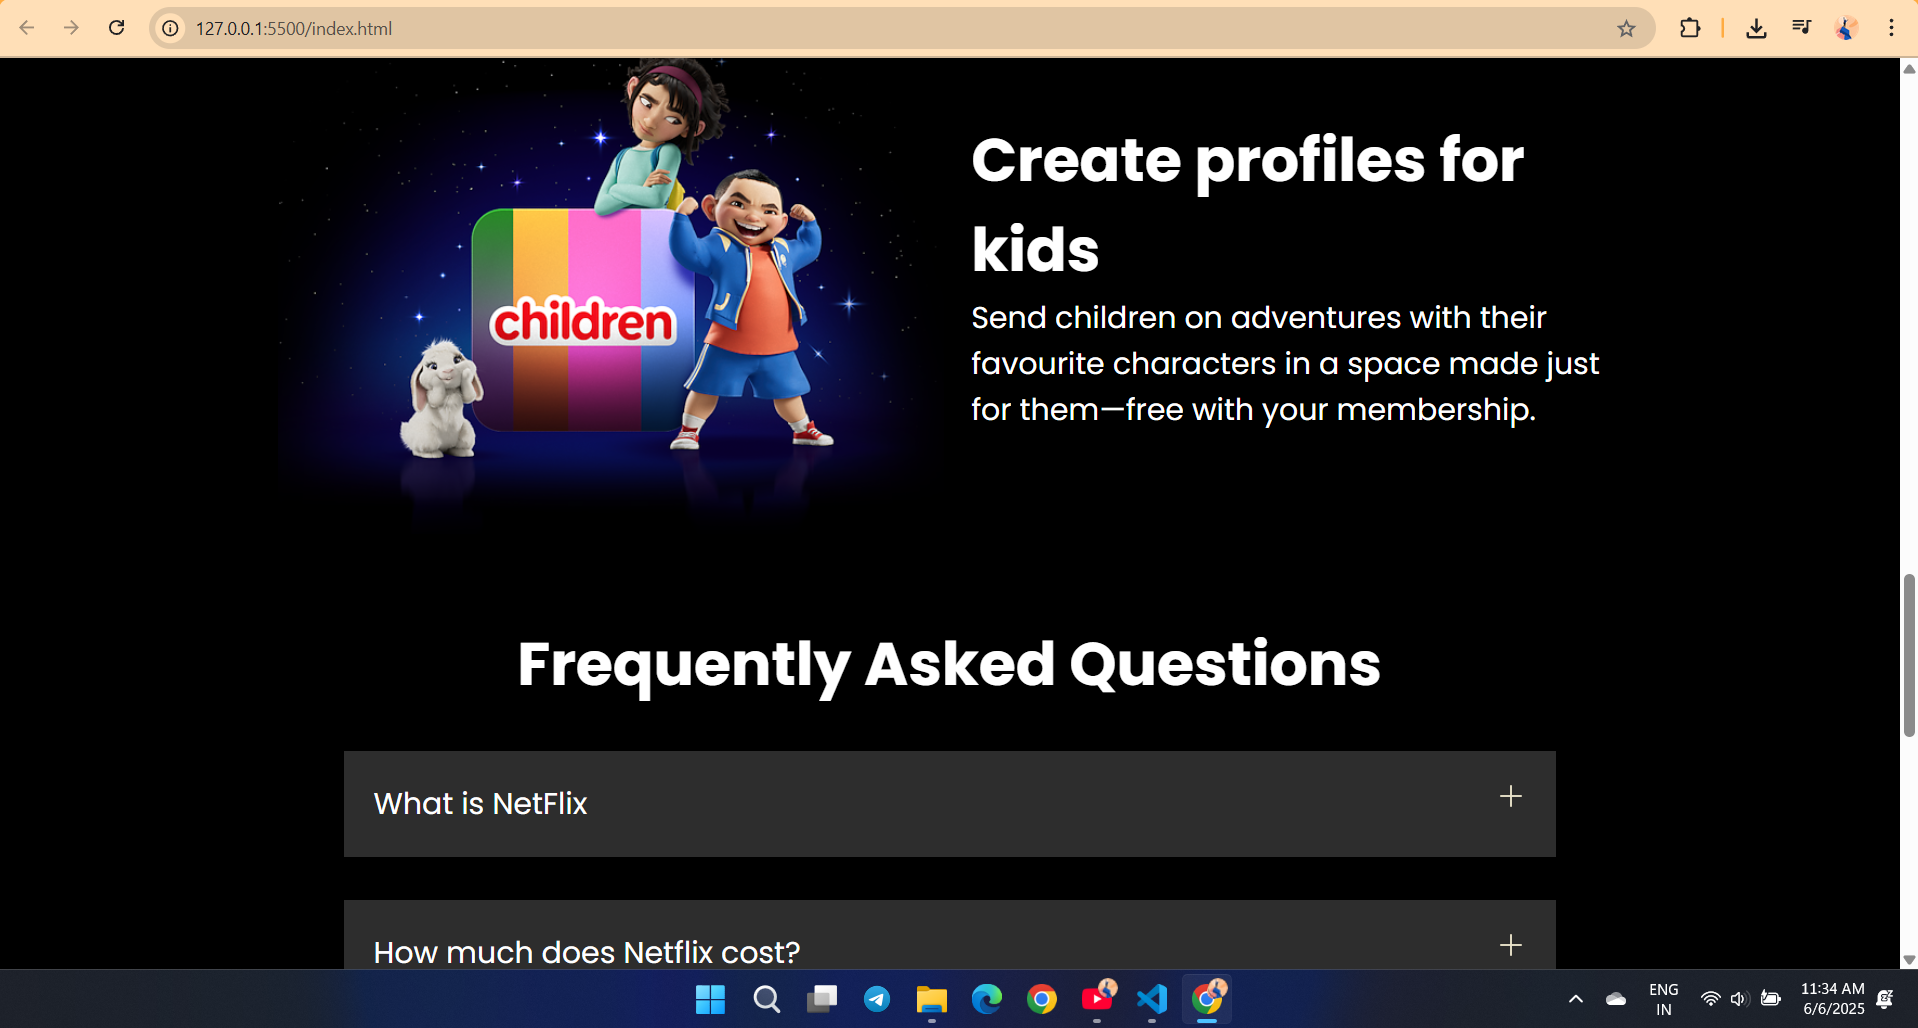 127.0.0.1:5500/index.html
Create profiles for
kids
children
Send children on adventures with their
favourite characters in a space made just
for them—free with your membership.
Frequently Asked Questions
What is NetFlix
How much does Netflix cost?
ENG
IN
11:34 AM
6/6/2025